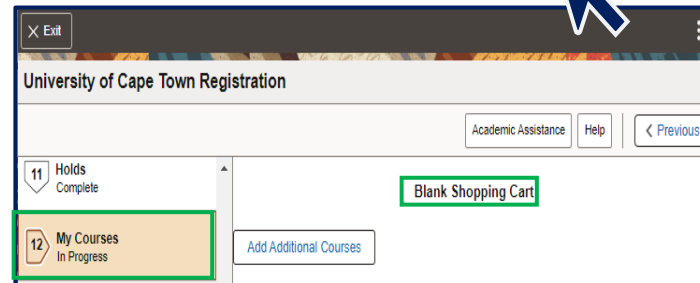 X Exit
University of Cape Town Registration
Academic Assistance
Help
Previous
11 Holds
Complete
Blank Shopping Cart
12 My Courses
In Progress
Add Additional Courses